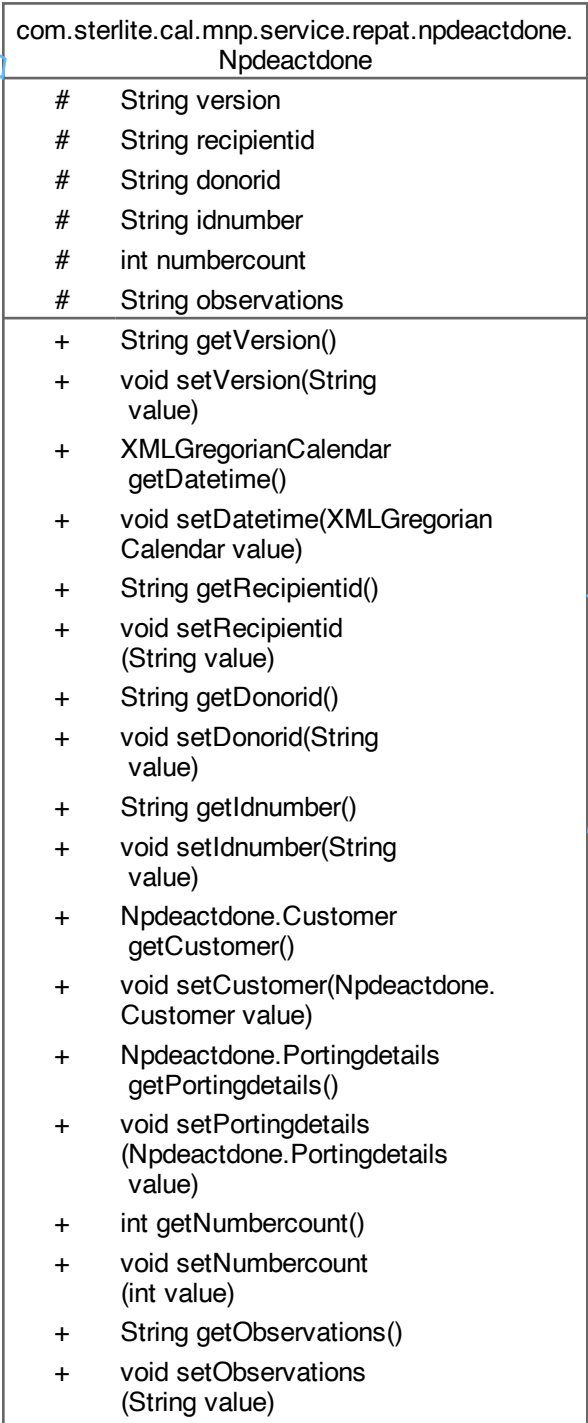 com.sterlite.cal.mnp.service.repat.npdeactdone.
Npdeactdone
# String version
# String recipientid
# String donorid
# String idnumber
# int numbercount
# String observations
+ String getVersion()
+ void setVersion(String
value)
+ XMLGregorianCalendar
getDatetime()
+ void setDatetime(XMLGregorian
Calendar value)
+ String getRecipientid()
+ void setRecipientid
(String value)
+ String getDonorid()
+ void setDonorid(String
value)
+ String getIdnumber()
+ void setIdnumber(String
value)
+ Npdeactdone.Customer
getCustomer()
+ void setCustomer(Npdeactdone.
Customer value)
+ Npdeactdone.Portingdetails
getPortingdetails()
+ void setPortingdetails
(Npdeactdone.Portingdetails
value)
+ int getNumbercount()
+ void setNumbercount
(int value)
+ String getObservations()
+ void setObservations
(String value)